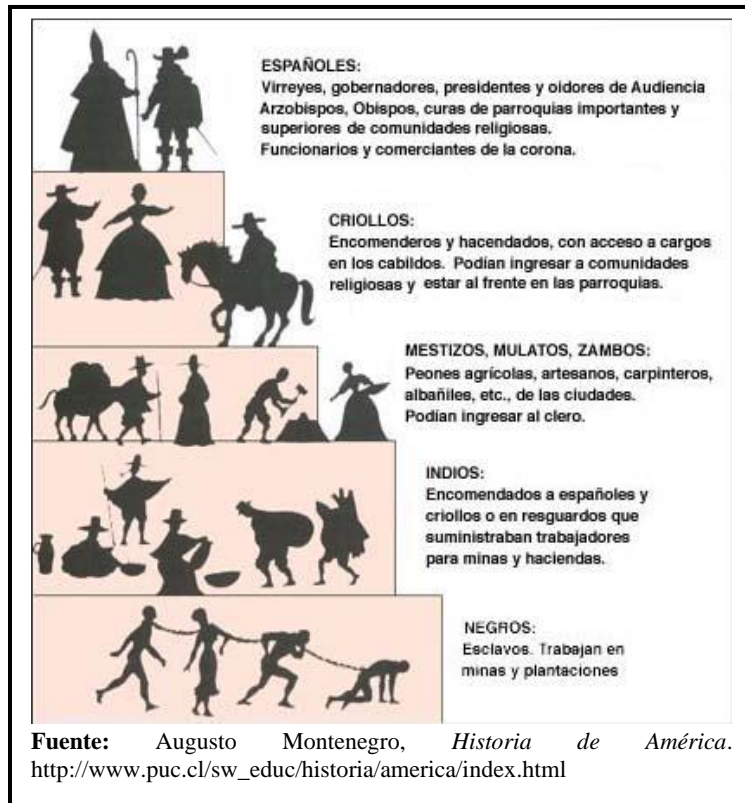 ESPAÑOLES:
Virreyes, gobernadores, presidentes y oidores de Audiencia
Arzobispos, Obispos, curas de parroquias importantes y
superiores de comunidades religiosas.
Funcionarios y comerciantes de la corona.
CRIOLLOS:
Encomenderos y hacendados, con acceso a cargos
en los cabildos. Podían ingresar a comunidades
religiosas y estar al frente en las parroquias.
MESTIZOS, MULATOS, ZAMBOS:
Peones agrícolas, artesanos, carpinteros,
albañiles, etc., de las ciudades.
Podían ingresar al clero.
INDIOS:
Encomendados a españoles y
criollos o en resguardos que
suministraban trabajadores
para minas y haciendas.
NEGROS:
Esclavos. Trabajan en
minas y plantaciones
Fuente: Augusto Montenegro, Historia de América.
http://www.puc.cl/sw_educ/historia/america/index.html